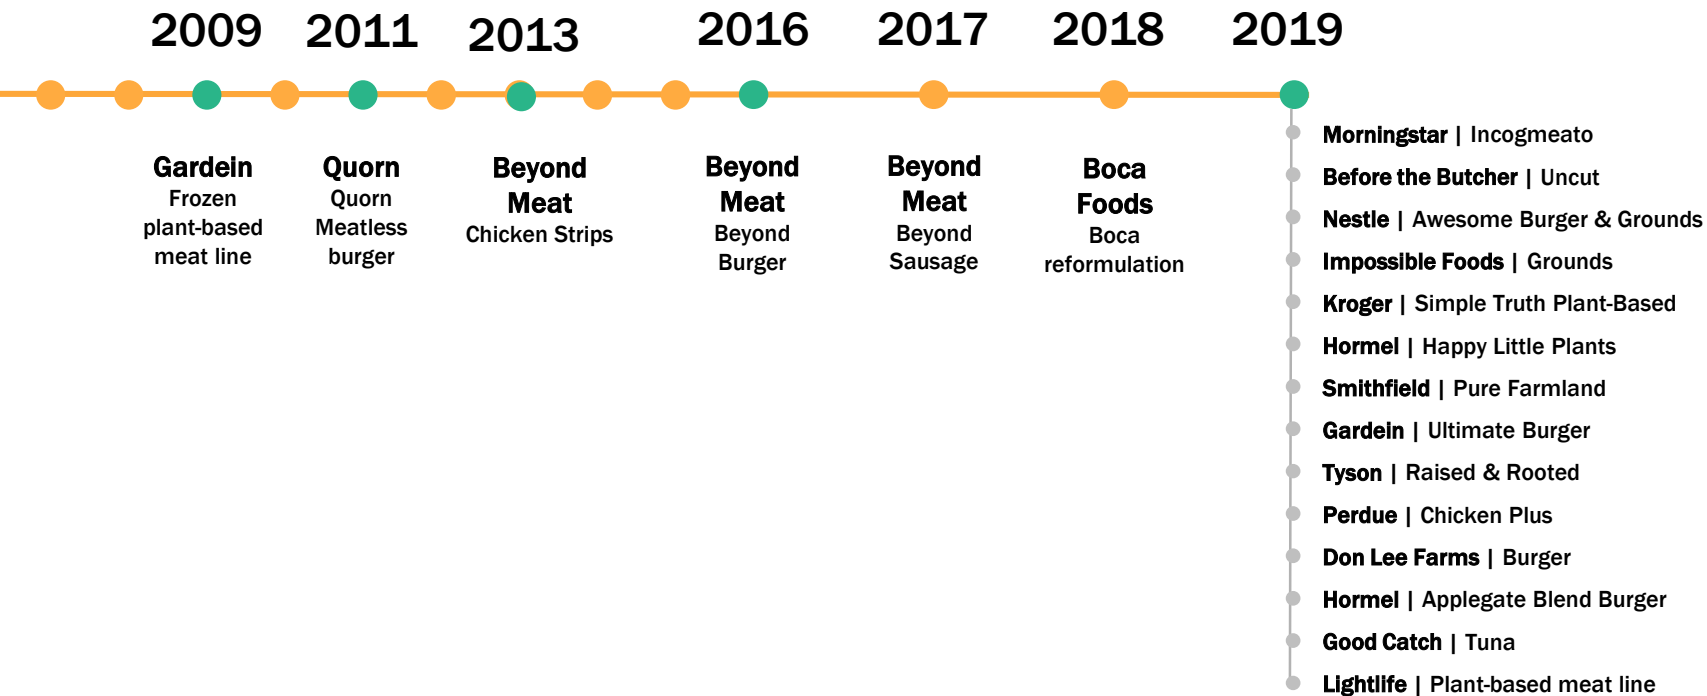 2009
2011
2013
2016
2017
2018
2019
Gardein
Frozen
plant-based
meat line
Quorn
Quorn
Meatless
burger
Beyond
Meat
Chicken Strips
Beyond
Meat
Beyond
Burger
Beyond
Meat
Beyond
Sausage
Boca
Foods
Boca
reformulation
Morningstar | Incogmeato
Before the Butcher | Uncut
Nestle | Awesome Burger & Grounds
Impossible Foods | Grounds
Kroger | Simple Truth Plant-Based
Hormel | Happy Little Plants
Smithfield | Pure Farmland
Gardein | Ultimate Burger
Tyson | Raised & Rooted
Perdue | Chicken Plus
Don Lee Farms | Burger
Hormel | Applegate Blend Burger
Good Catch | Tuna
Lightlife | Plant-based meat line